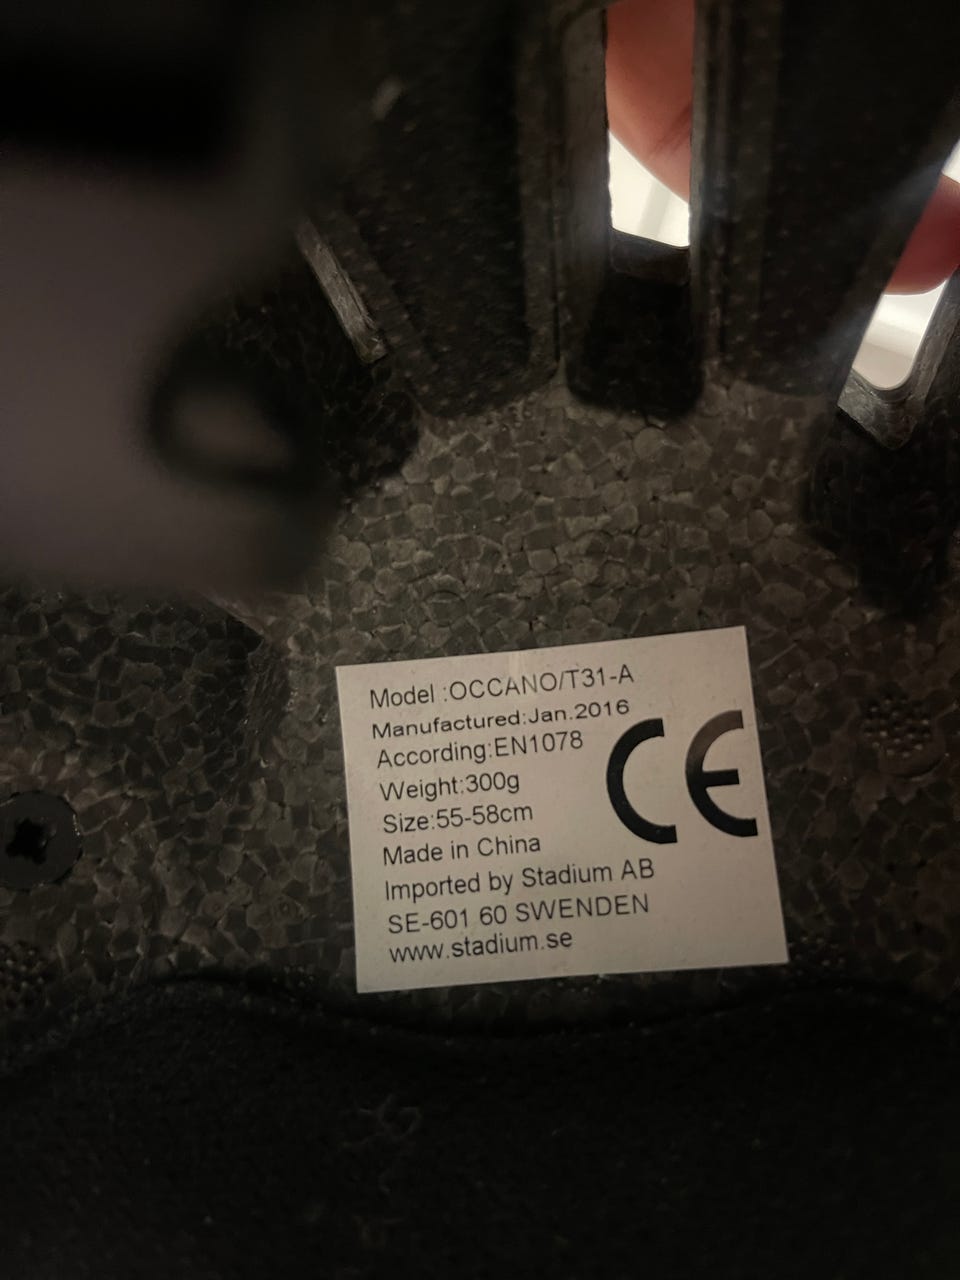 Model :OCCANO/T31-A
Manufactured:Jan.2016
According:EN1078
Weight:300g
Size:55-58cm
Made in China
Imported by Stadium AB
SE-601 60 SWENDEN
www.stadium.se
CE